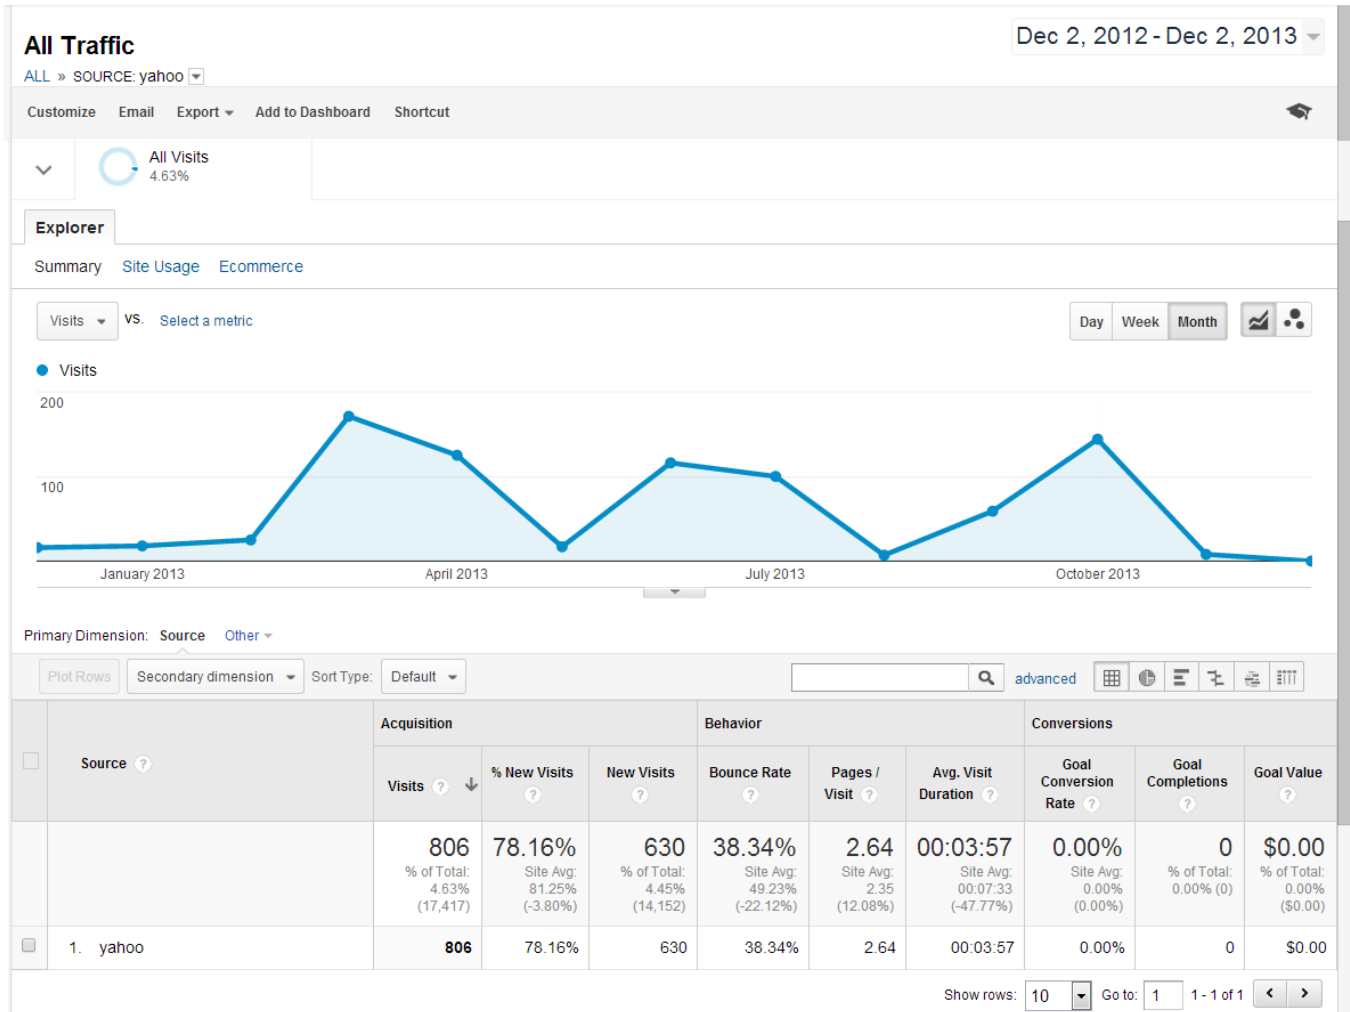 All Traffic
Dec 2, 2012 - Dec 2, 2013
ALL » SOURCE: yahoo
Customize Email Export Add to Dashboard Shortcut
All Visits
4.63%
Explorer
Summary Site Usage Ecommerce
Visits VS. Select a metric
Day Week Month
Visits
200
100
January 2013 April 2013 July 2013 October 2013
Primary Dimension: Source Other
Plot Rows Secondary dimension Sort Type: Default advanced
Acquisition Behavior Conversions
Source ?
Visits ? % New Visits ? New Visits ? Bounce Rate ? Pages / Visit ? Avg. Visit Duration ? Goal Conversion Rate ? Goal Completions ? Goal Value ?
806 78.16% 630 38.34% 2.64 00:03:57 0.00% 0 $0.00
% of Total: Site Avg: % of Total: Site Avg: Site Avg: Site Avg: Site Avg: % of Total: % of Total:
4.63% 81.25% 4.45% 49.23% 2.35 00:07:33 0.00% 0.00% (0) 0.00%
(17,417) (-3.80%) (14,152) (-22.12%) (12.08%) (-47.77%) (0.00%) ($0.00)
1. yahoo 806 78.16% 630 38.34% 2.64 00:03:57 0.00% 0 $0.00
Show rows: 10 Go to: 1 1 - 1 of 1